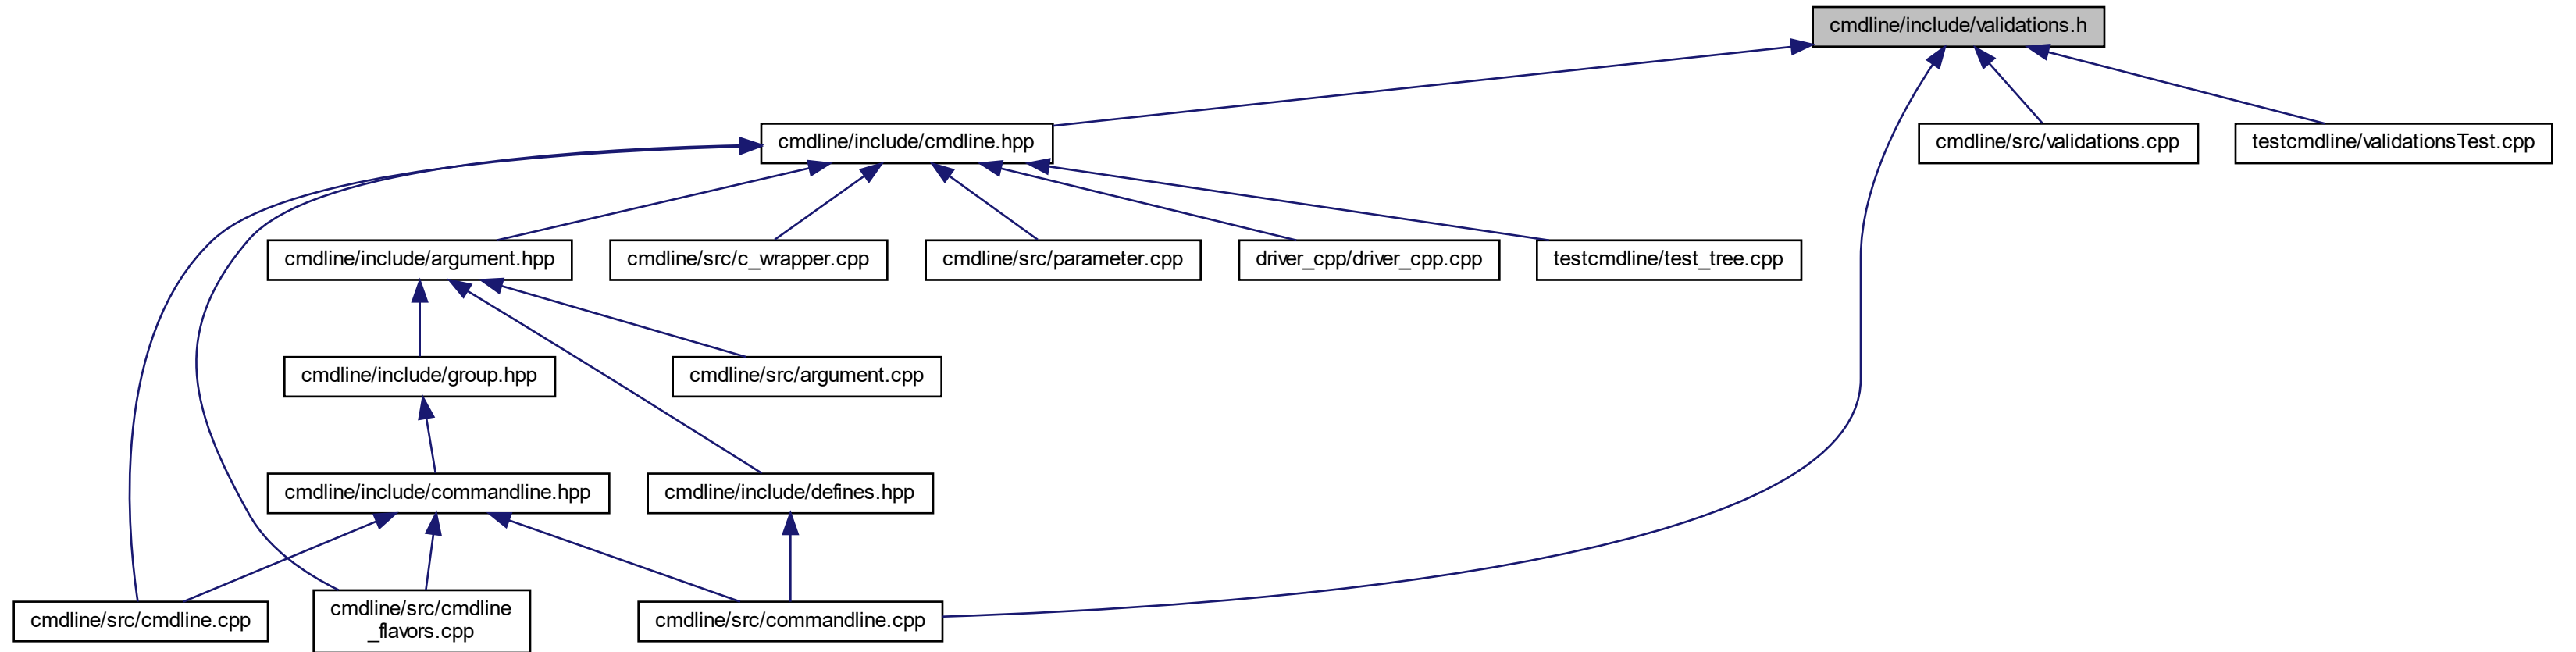 cmdline/include/validations.h
cmdline/include/cmdline.hpp
cmdline/src/validations.cpp
testcmdline/validationsTest.cpp
cmdline/include/argument.hpp
cmdline/src/c_wrapper.cpp
cmdline/src/parameter.cpp
driver_cpp/driver_cpp.cpp
testcmdline/test_tree.cpp
cmdline/include/group.hpp
cmdline/src/argument.cpp
cmdline/include/commandline.hpp
cmdline/include/defines.hpp
cmdline/src/cmdline.cpp
cmdline/src/cmdline
_flavors.cpp
cmdline/src/commandline.cpp